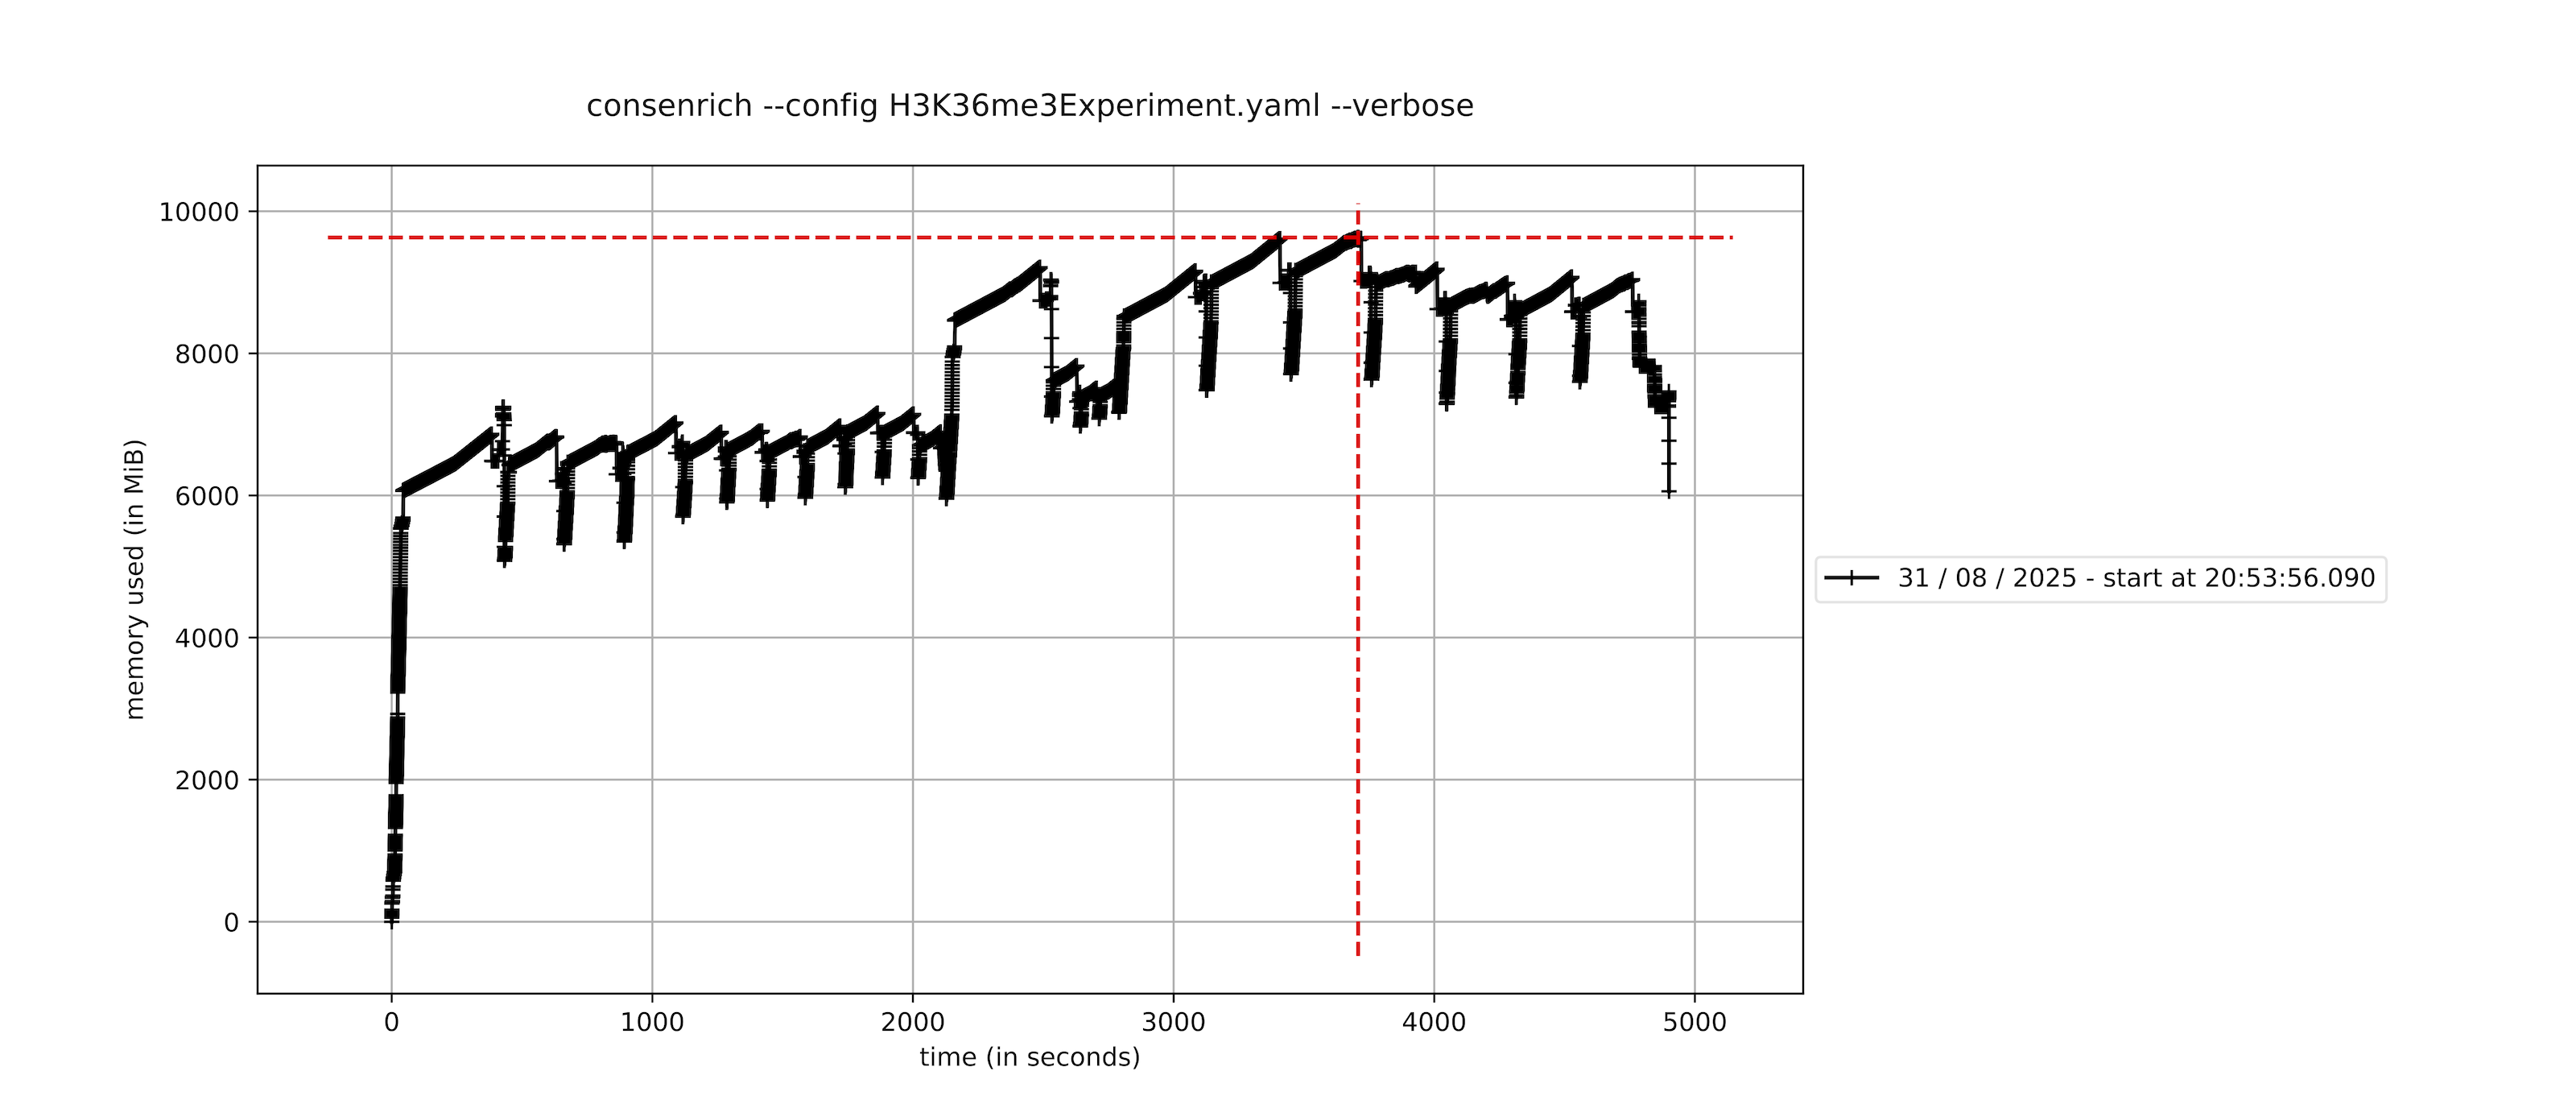 consenrich --config H3K36me3Experiment.yaml --verbose
10000
8000
6000
4000
2000
0
memory used (in MiB)
0 1000 2000 3000 4000 5000
time (in seconds)
31 / 08 / 2025 - start at 20:53:56.090